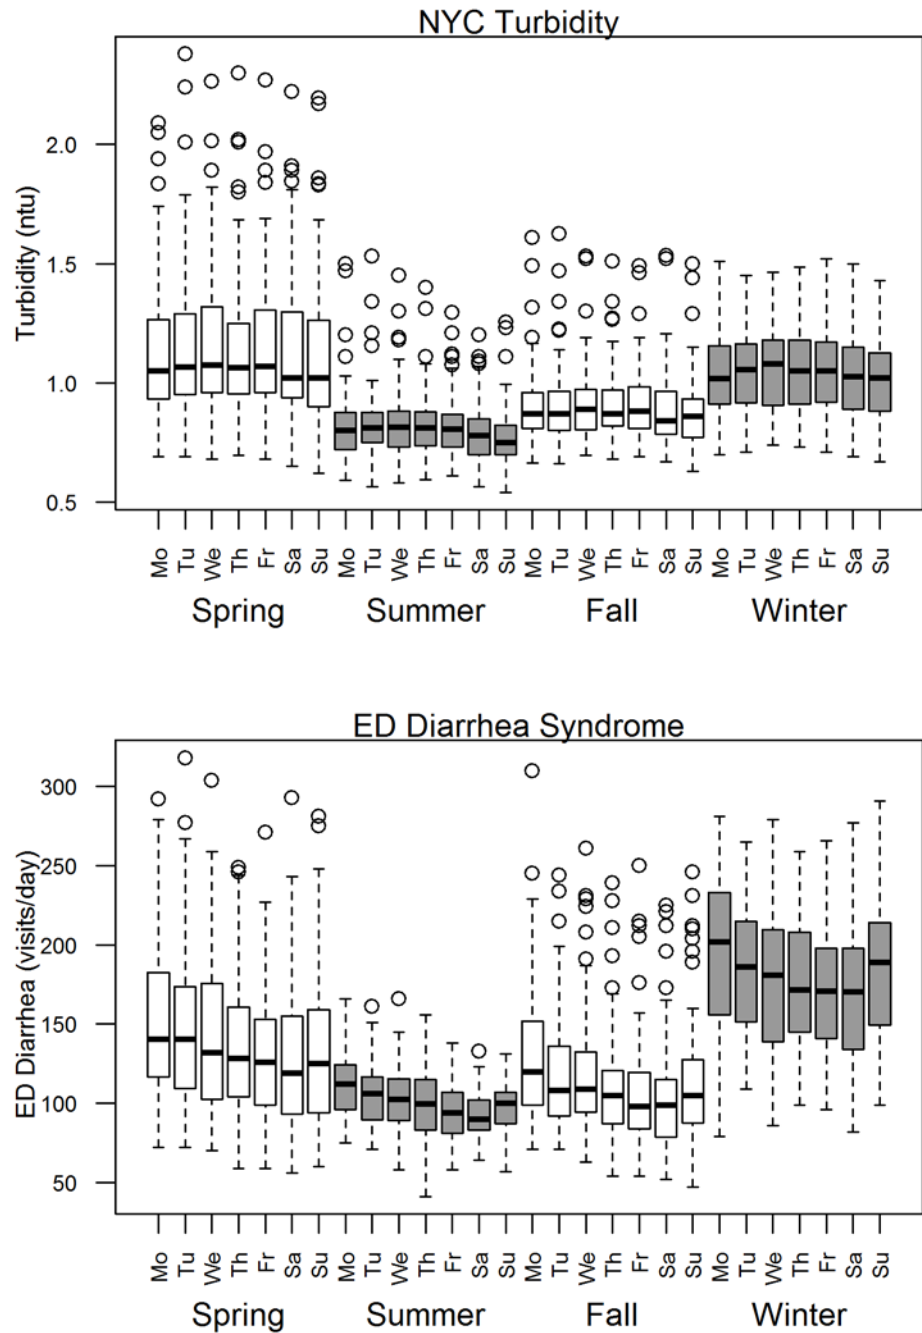 NYC Turbidity
Turbidity (ntu)
2.0
1.5
1.0
0.5
Mo Tu We Th Fr Sa Su Mo Tu We Th Fr Sa Su Mo Tu We Th Fr Sa Su Mo Tu We Th Fr Sa Su
Spring Summer Fall Winter
ED Diarrhea Syndrome
ED Diarrhea (visits/day)
300
250
200
150
100
50
Mo Tu We Th Fr Sa Su Mo Tu We Th Fr Sa Su Mo Tu We Th Fr Sa Su Mo Tu We Th Fr Sa Su
Spring Summer Fall Winter